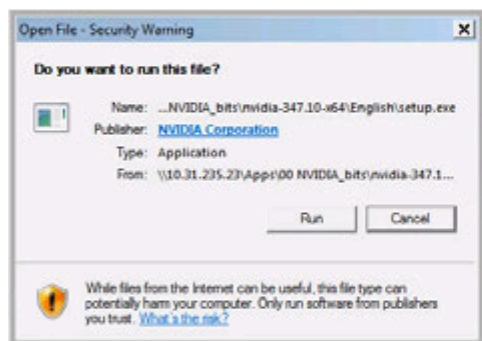 Open File - Security Warning
Do you want to run this file?
Name: ...NVIDIA_bits\nvidia-347.10-x64\English\setup.exe
Publisher: NVIDIA Corporation
Type: Application
From: \\10.31.235.23\Apps\00 NVIDIA_bits\nvidia-347.1...
Run Cancel
While files from the Internet can be useful, this file type can
potentially harm your computer. Only run software from publishers
you trust. What's the risk?